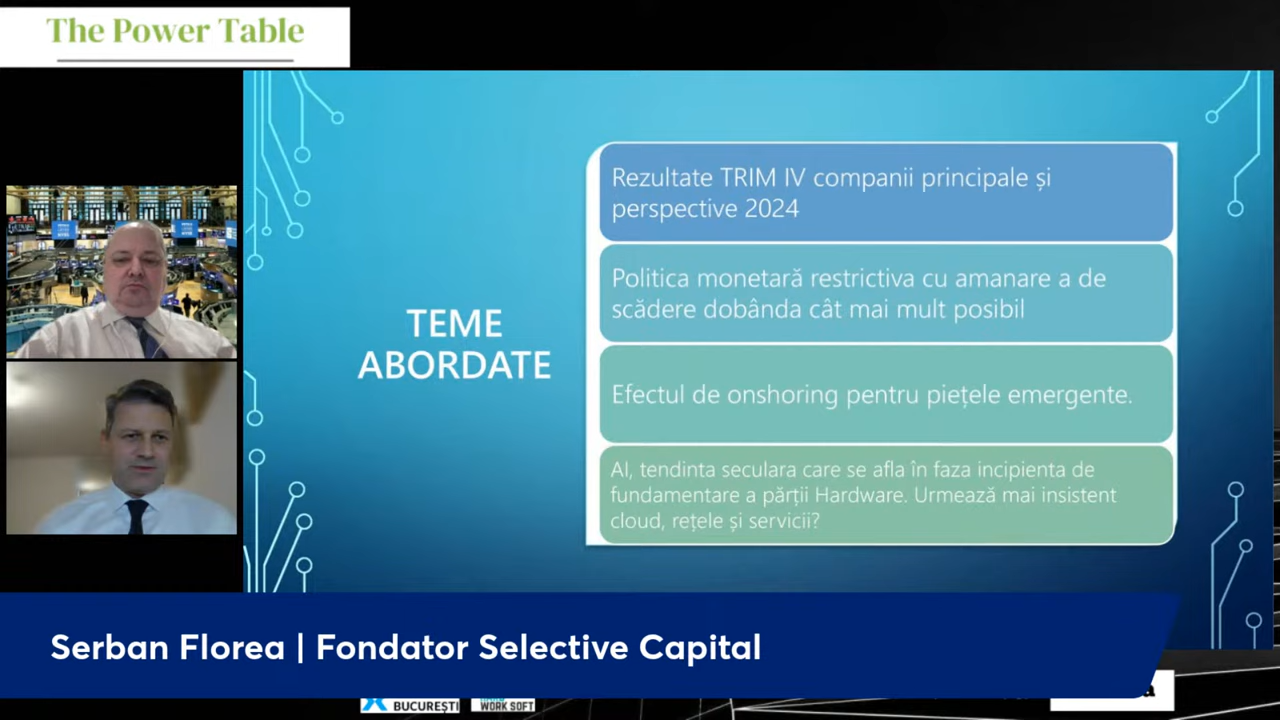 The Power Table
TEME
ABORDATE
Rezultate TRIM IV companii principale și
perspective 2024
Politica monetară restrictiva cu amanare a de
scădere dobânda cât mai mult posibil
Efectul de onshoring pentru piețele emergente.
AI, tendinta seculara care se afla în faza incipienta de
fundamentare a părții Hardware. Urmează mai insistent
cloud, rețele și servicii?
Serban Florea | Fondator Selective Capital
BUCUREȘTI
WORK SOFT